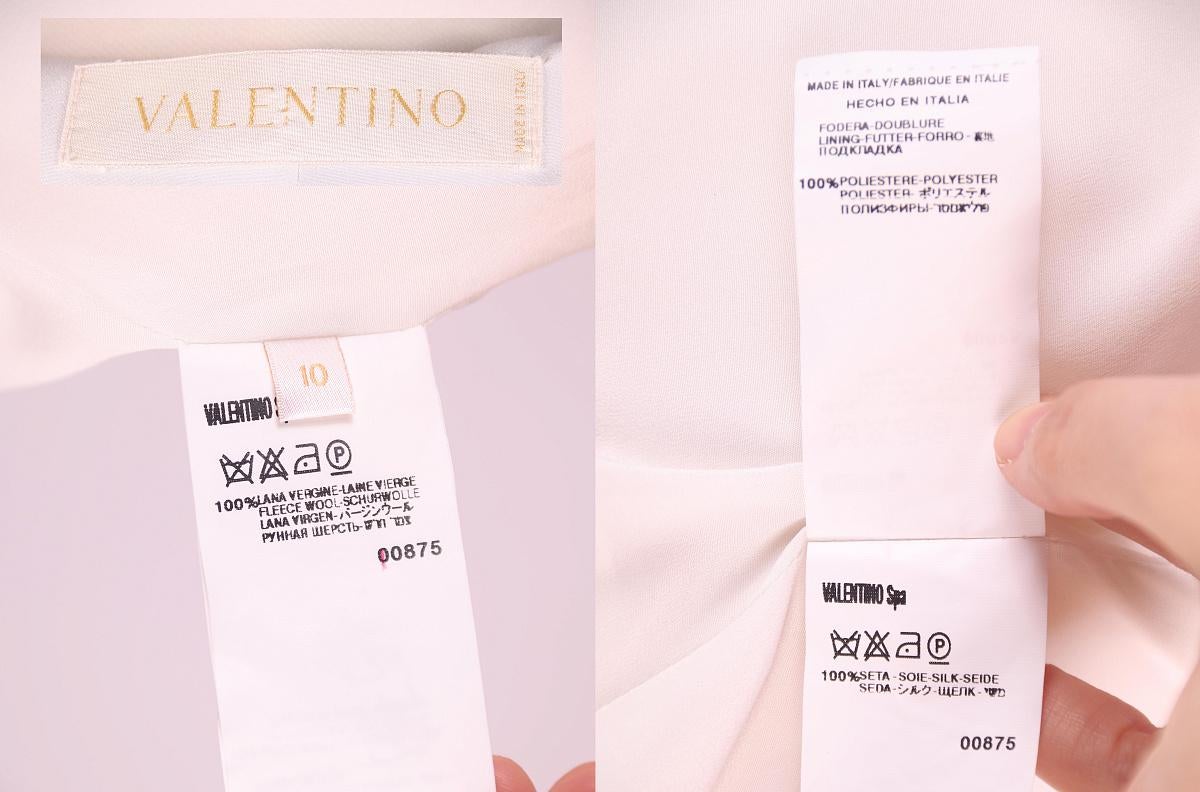 VALENTINO
MADE IN ITALY
10
VALENTINO
100% LANA VERGINE-LAINE VIERGE
FLEECE WOOL-SCHURWOLLE
LANA VIRGEN-バージンウール
РУННАЯ ШЕРСТЬ-
00875
MADE IN ITALY/FABRIQUE EN ITALIE
HECHO EN ITALIA
FODERA-DOUBLURE
LINING-FUTTER-FORRO-裏地
ПОДКЛАДКА
100% POLIESTERE-POLYESTER
POLIESTER-ポリエステル
ПОЛИЭФИРЫ-
VALENTINO Spa
P
100% SETA-SOIE-SILK-SEIDE
SEDA-シルク-ЩЕЛК-
00875